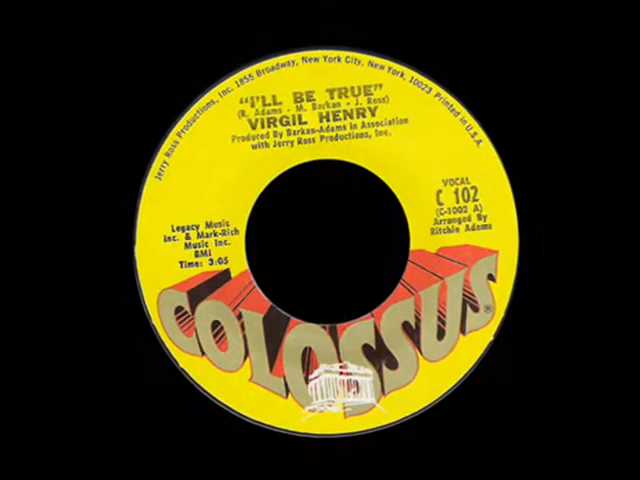 Jerry Ross Productions, Inc. 1855 Broadway, New York City, New York, 10023 Printed in U.S.A.
"I'LL BE TRUE"
(R. Adams - M. Barkan - J. Ross)
VIRGIL HENRY
Produced by Barkan-Adams in Association
with Jerry Ross Productions, Inc.
VOCAL
C 102
(C-1002 A)
Arranged By
Ritchie Adams
Legacy Music
Inc. & Mark-Rich
Music Inc.
BMI
Time: 3:05
COLOSSUS®